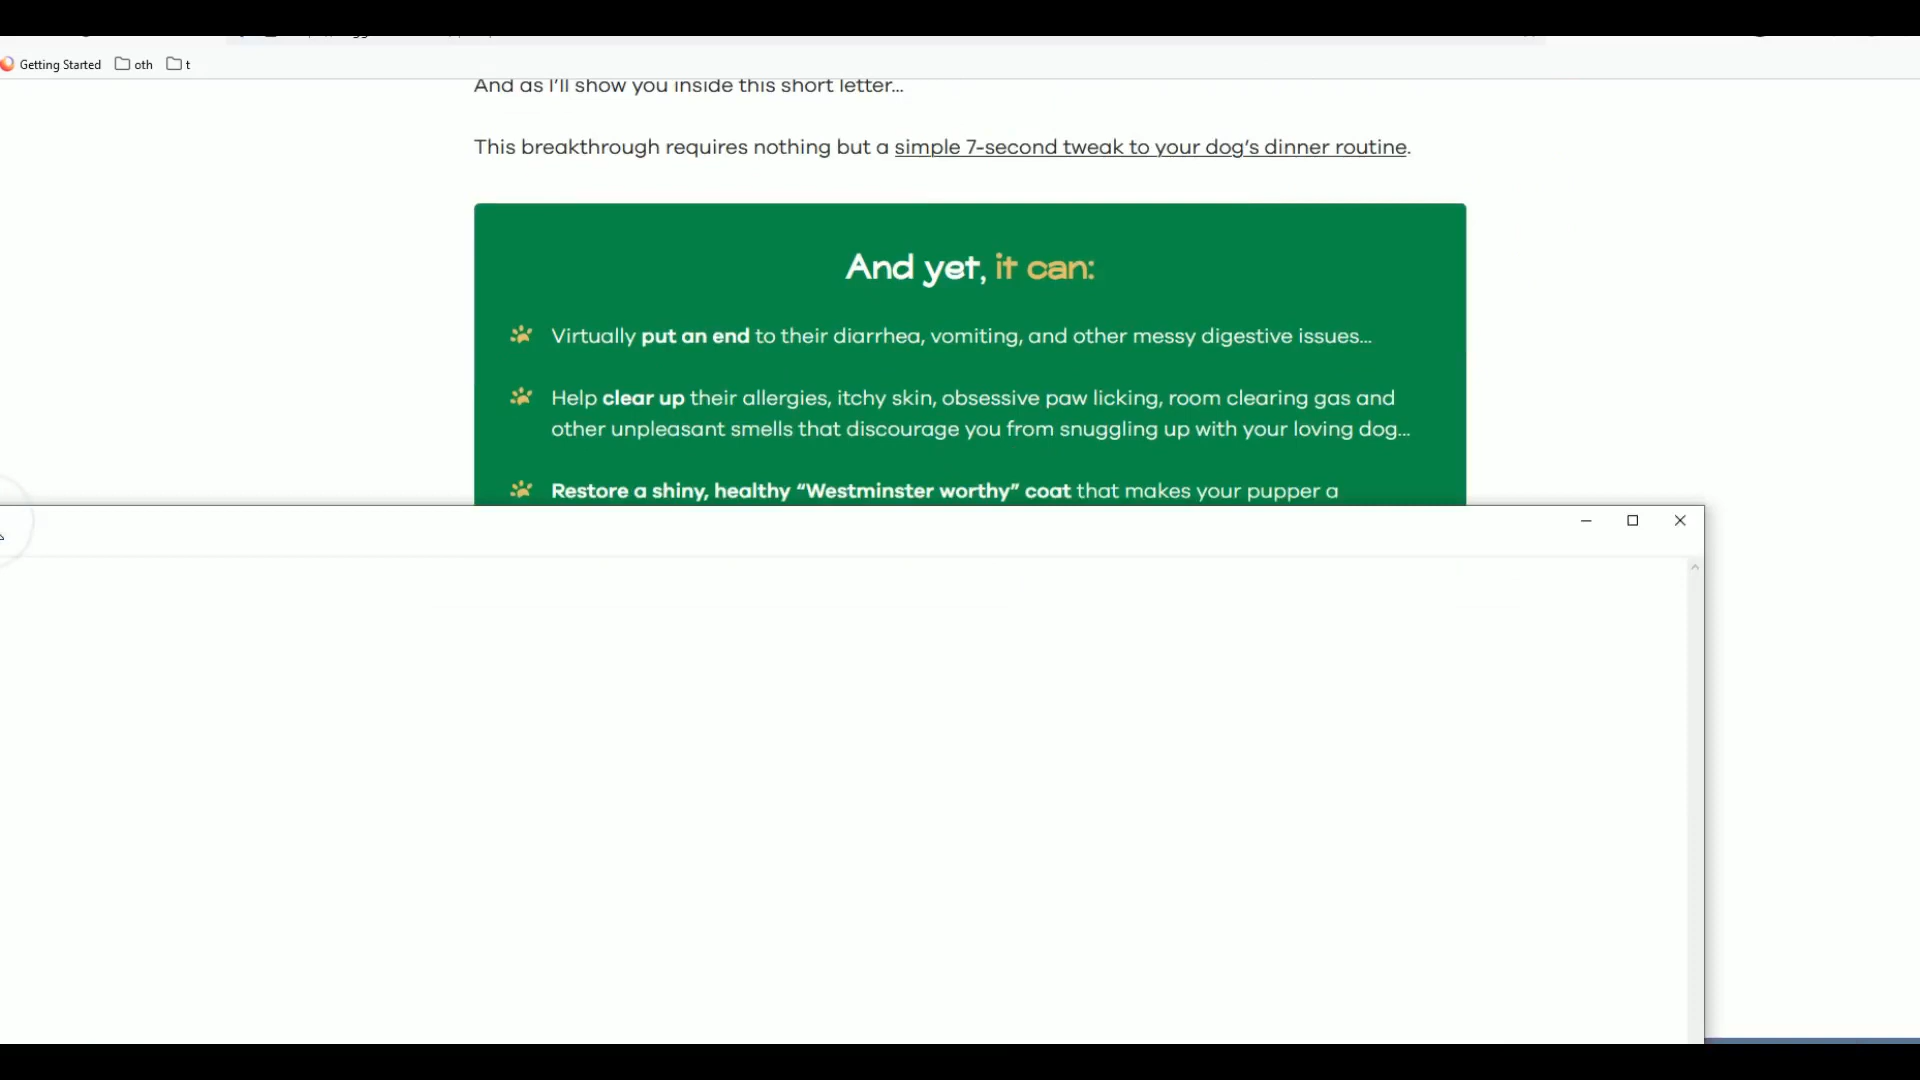 Getting Started oth t
And as I'll show you inside this short letter...
This breakthrough requires nothing but a simple 7-second tweak to your dog's dinner routine.
And yet, it can:
Virtually put an end to their diarrhea, vomiting, and other messy digestive issues...
Help clear up their allergies, itchy skin, obsessive paw licking, room clearing gas and
other unpleasant smells that discourage you from snuggling up with your loving dog...
Restore a shiny, healthy “Westminster worthy” coat that makes your pupper a